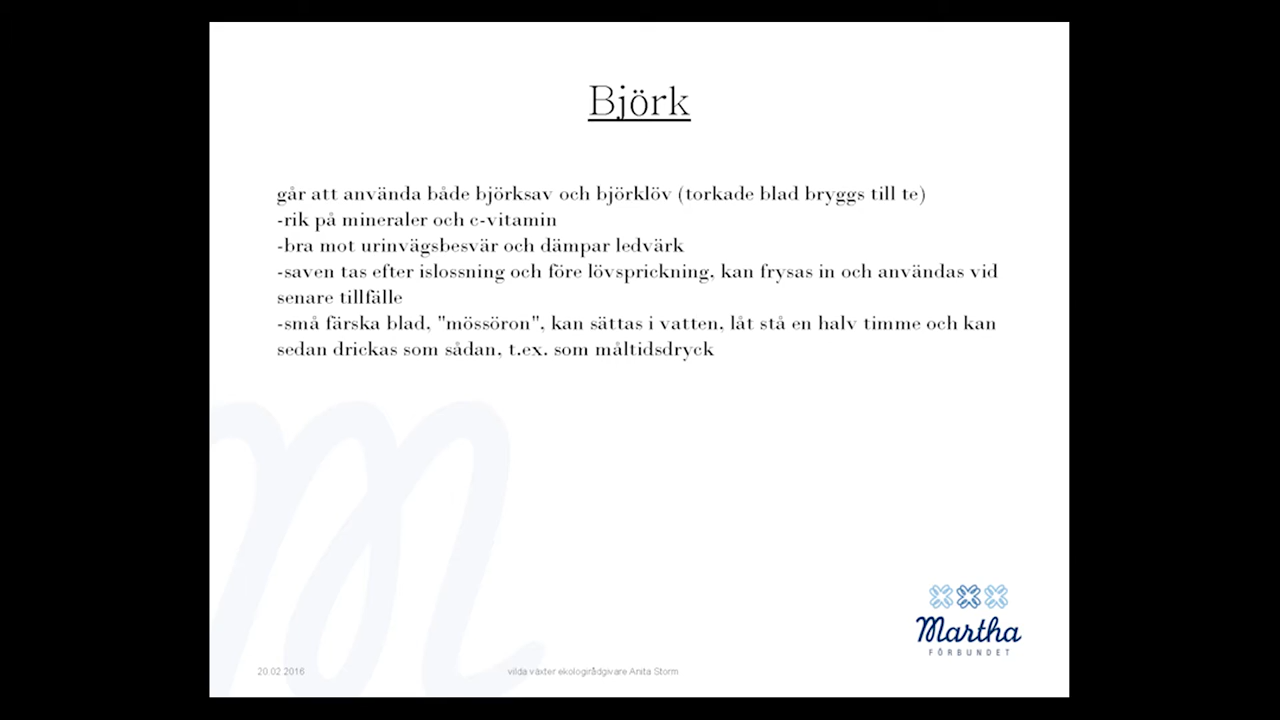 Björk
går att använda både björksav och björklöv (torkade blad bryggs till te)
-rik på mineraler och c-vitamin
-bra mot urinvägsbesvär och dämpar ledvärk
-saven tas efter islossning och före lövsprickning, kan frysas in och användas vid
senare tillfälle
-små färska blad, "mössöron", kan sättas i vatten, låt stå en halv timme och kan
sedan drickas som sådan, t.ex. som måltidsdryck
Martha
FÖRBUNDET
20.02.2016
vilda växter ekologirådgivare Anita Storm